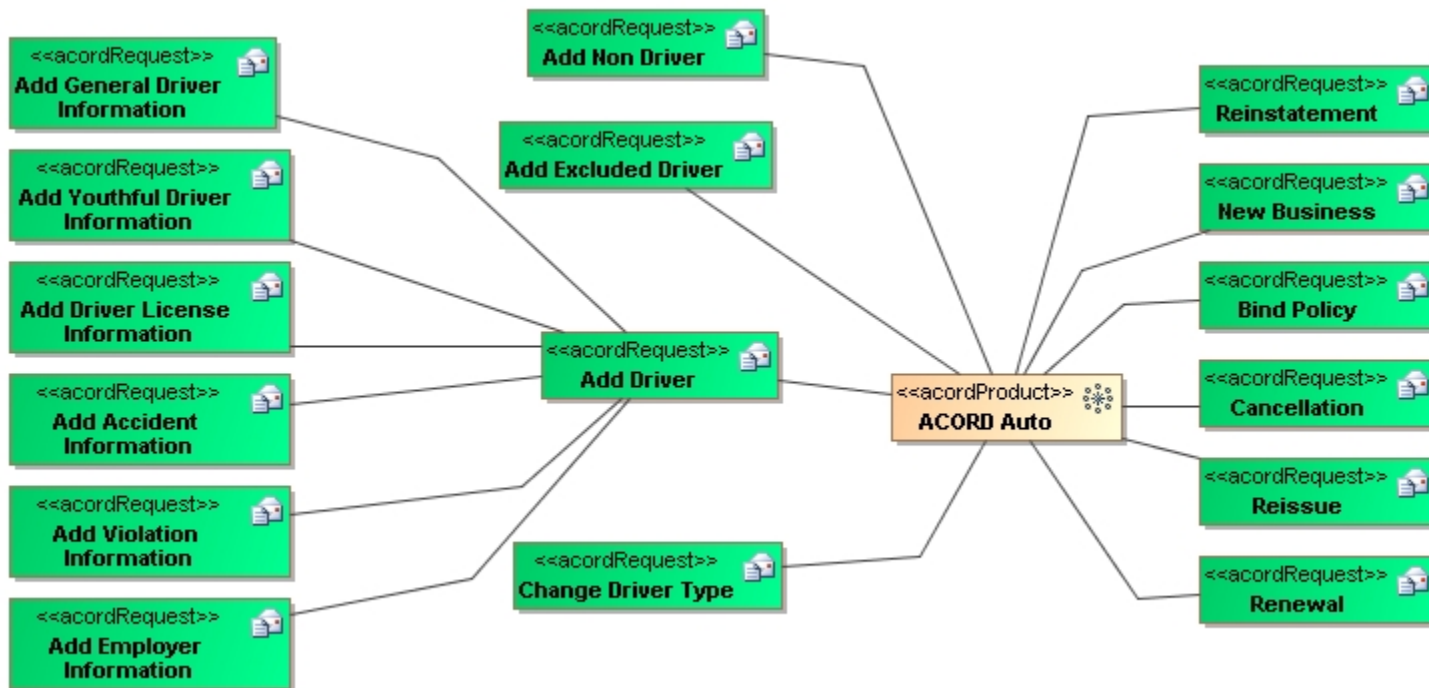 <<acordRequest>>
Add General Driver
Information
<<acordRequest>>
Add Youthful Driver
Information
<<acordRequest>>
Add Driver License
Information
<<acordRequest>>
Add Accident
Information
<<acordRequest>>
Add Violation
Information
<<acordRequest>>
Add Employer
Information
<<acordRequest>>
Add Non Driver
<<acordRequest>>
Add Excluded Driver
<<acordRequest>>
Add Driver
<<acordRequest>>
Change Driver Type
<<acordProduct>>
ACORD Auto
<<acordRequest>>
Reinstatement
<<acordRequest>>
New Business
<<acordRequest>>
Bind Policy
<<acordRequest>>
Cancellation
<<acordRequest>>
Reissue
<<acordRequest>>
Renewal